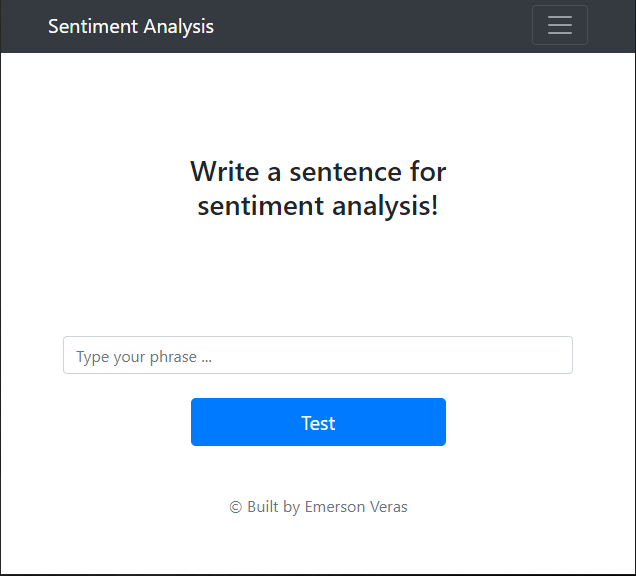 Sentiment Analysis
Write a sentence for
sentiment analysis!
Type your phrase ...
Test
© Built by Emerson Veras